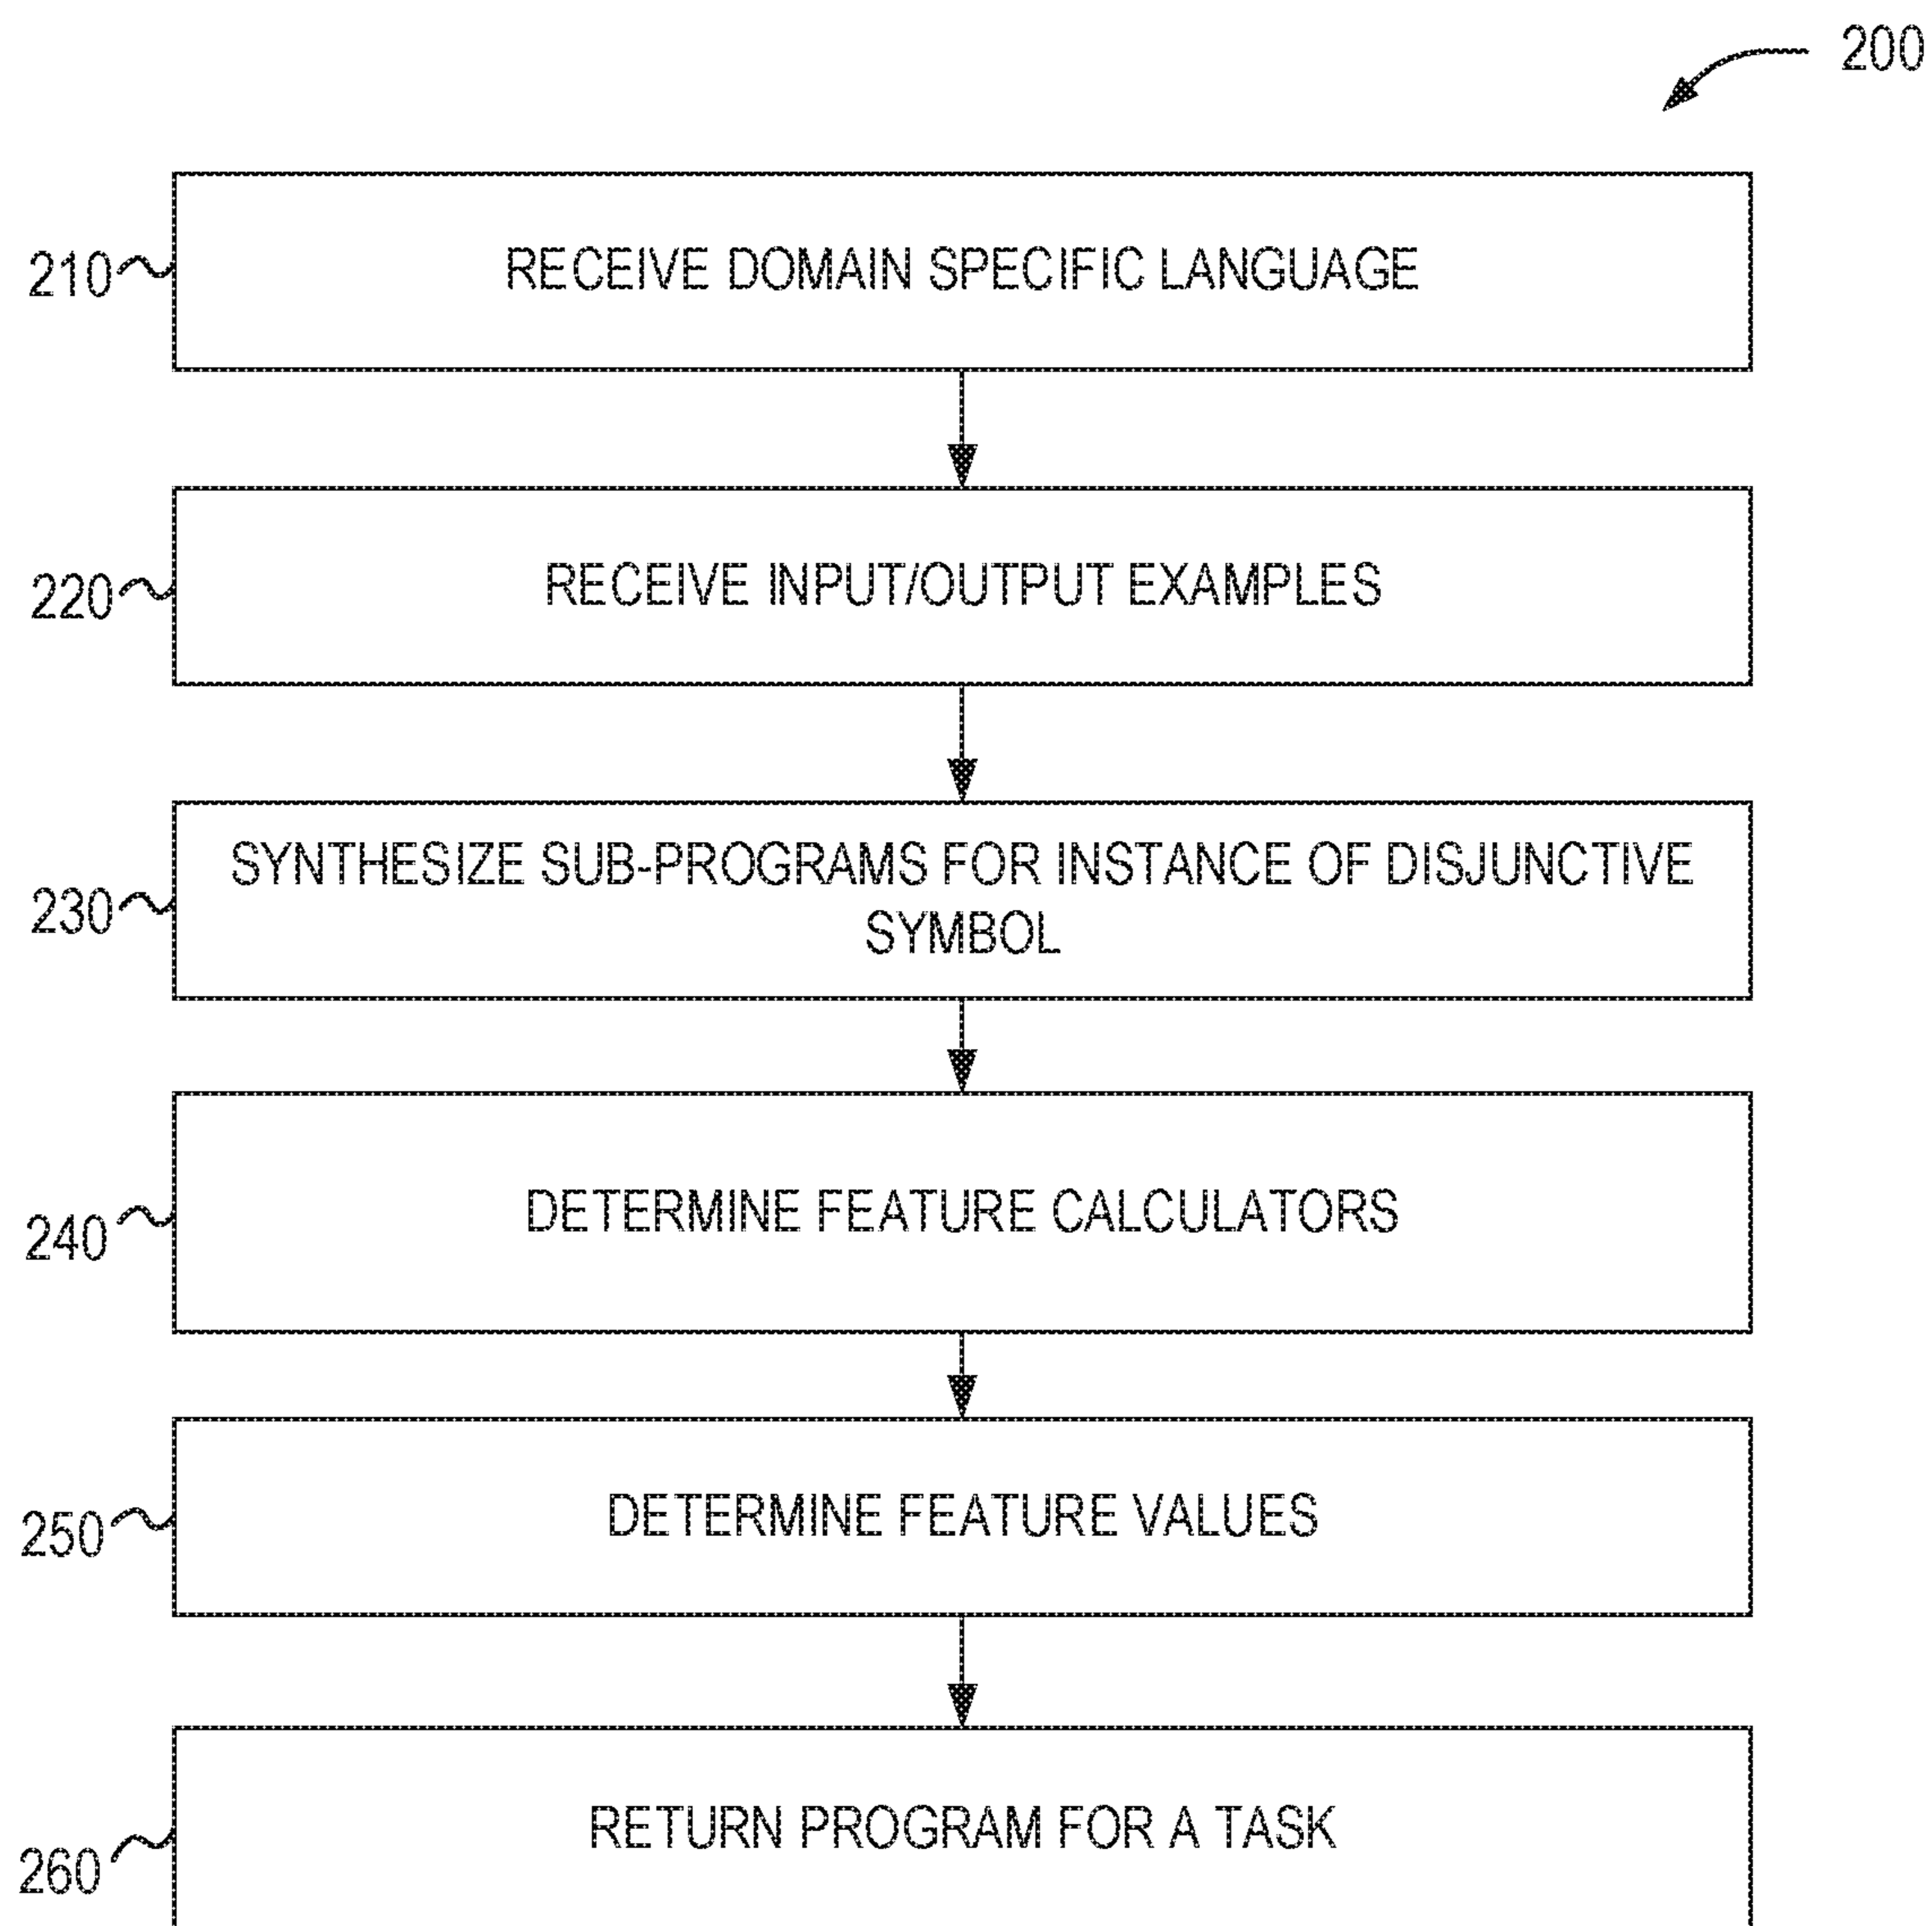 200
210
RECEIVE DOMAIN SPECIFIC LANGUAGE
220
RECEIVE INPUT/OUTPUT EXAMPLES
230
SYNTHESIZE SUB-PROGRAMS FOR INSTANCE OF DISJUNCTIVE
SYMBOL
240
DETERMINE FEATURE CALCULATORS
250
DETERMINE FEATURE VALUES
260
RETURN PROGRAM FOR A TASK